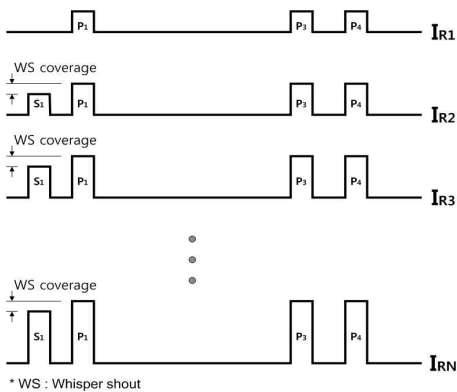 P1 P3 P4 IR1
WS coverage
S1 P1 P3 P4 IR2
WS coverage
S1 P1 P3 P4 IR3
WS coverage
S1 P1 P3 P4 IRN
* WS : Whisper shout